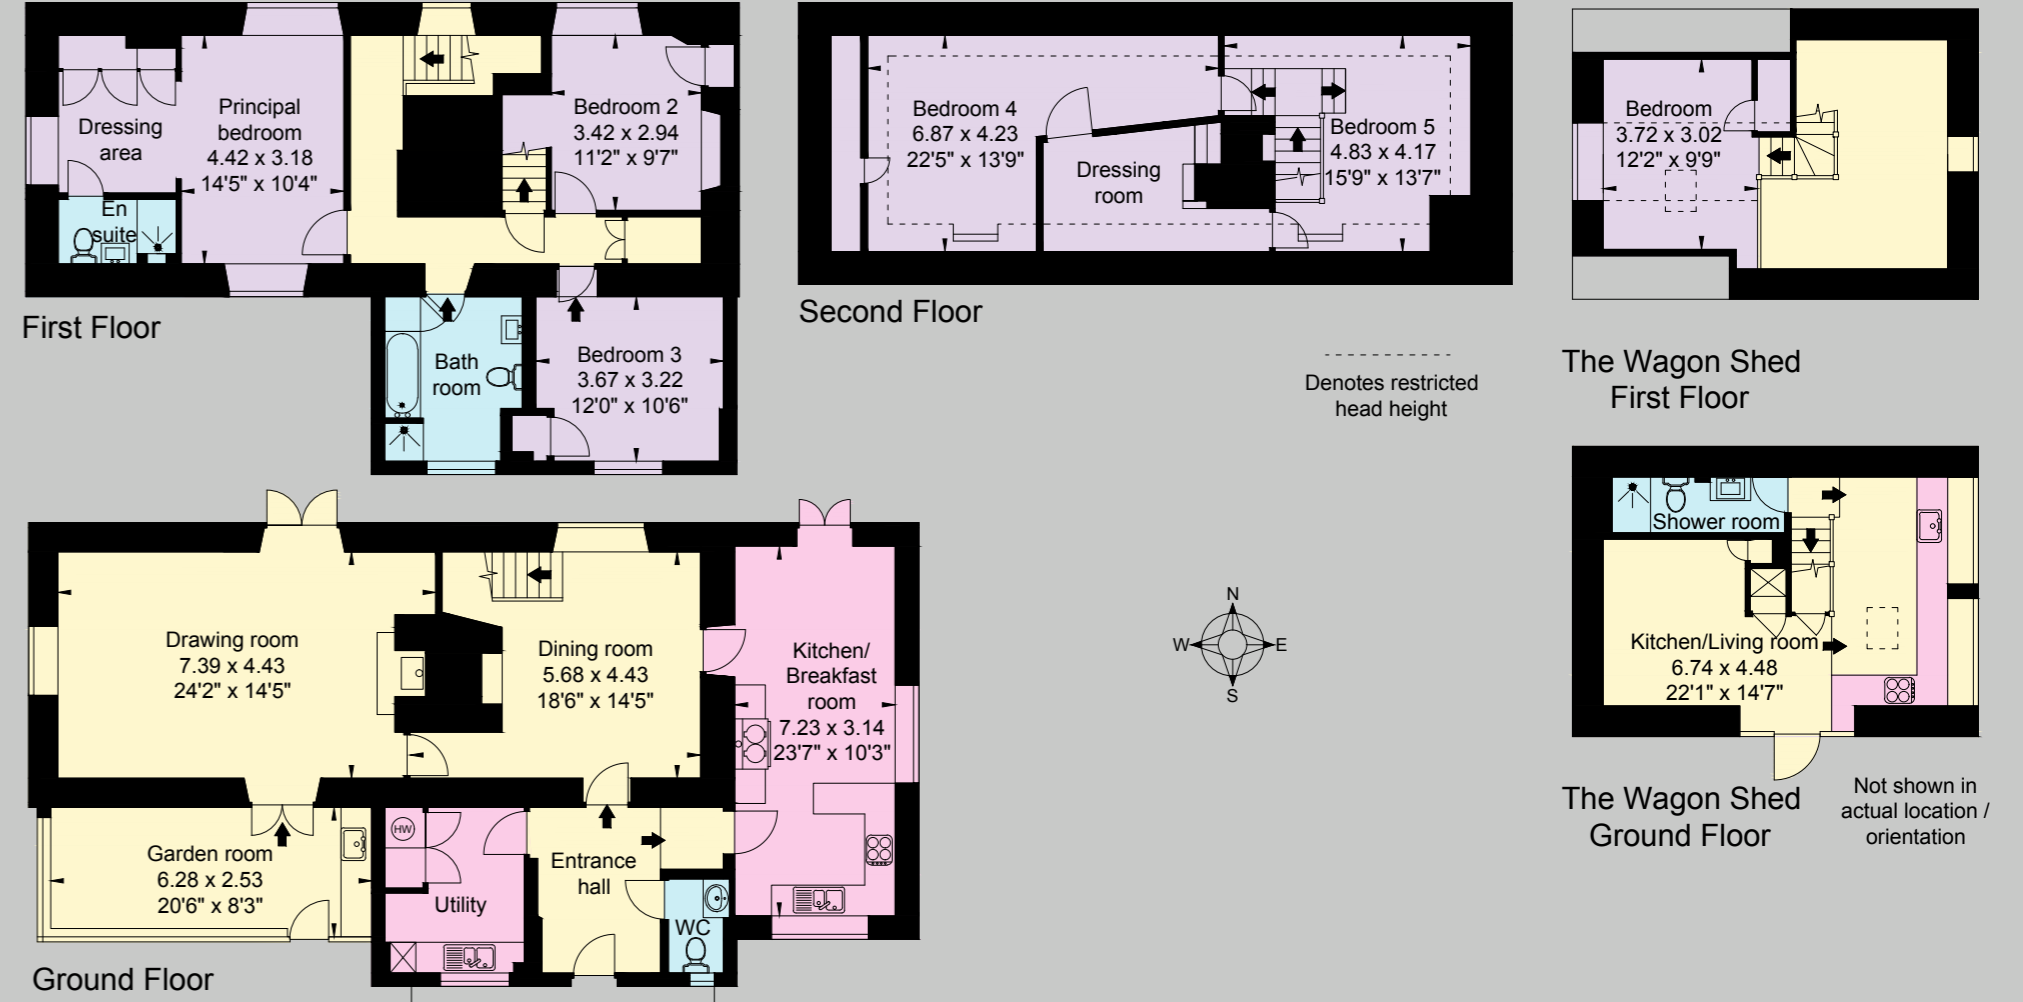 Principal
bedroom
4.42 x 3.18
14'5" x 10'4"
Dressing
area
En
suite
Bedroom 2
3.42 x 2.94
11'2" x 9'7"
Bath
room
Bedroom 3
3.67 x 3.22
12'0" x 10'6"
First Floor
Bedroom 4
6.87 x 4.23
22'5" x 13'9"
Dressing
room
Bedroom 5
4.83 x 4.17
15'9" x 13'7"
Second Floor
Denotes restricted
head height
Bedroom
3.72 x 3.02
12'2" x 9'9"
The Wagon Shed
First Floor
Drawing room
7.39 x 4.43
24'2" x 14'5"
Dining room
5.68 x 4.43
18'6" x 14'5"
Kitchen/
Breakfast
room
7.23 x 3.14
23'7" x 10'3"
Garden room
6.28 x 2.53
20'6" x 8'3"
HW
Utility
Entrance
hall
WC
Ground Floor
N
W
E
S
Shower room
Kitchen/Living room
6.74 x 4.48
22'1" x 14'7"
The Wagon Shed
Ground Floor
Not shown in
actual location /
orientation